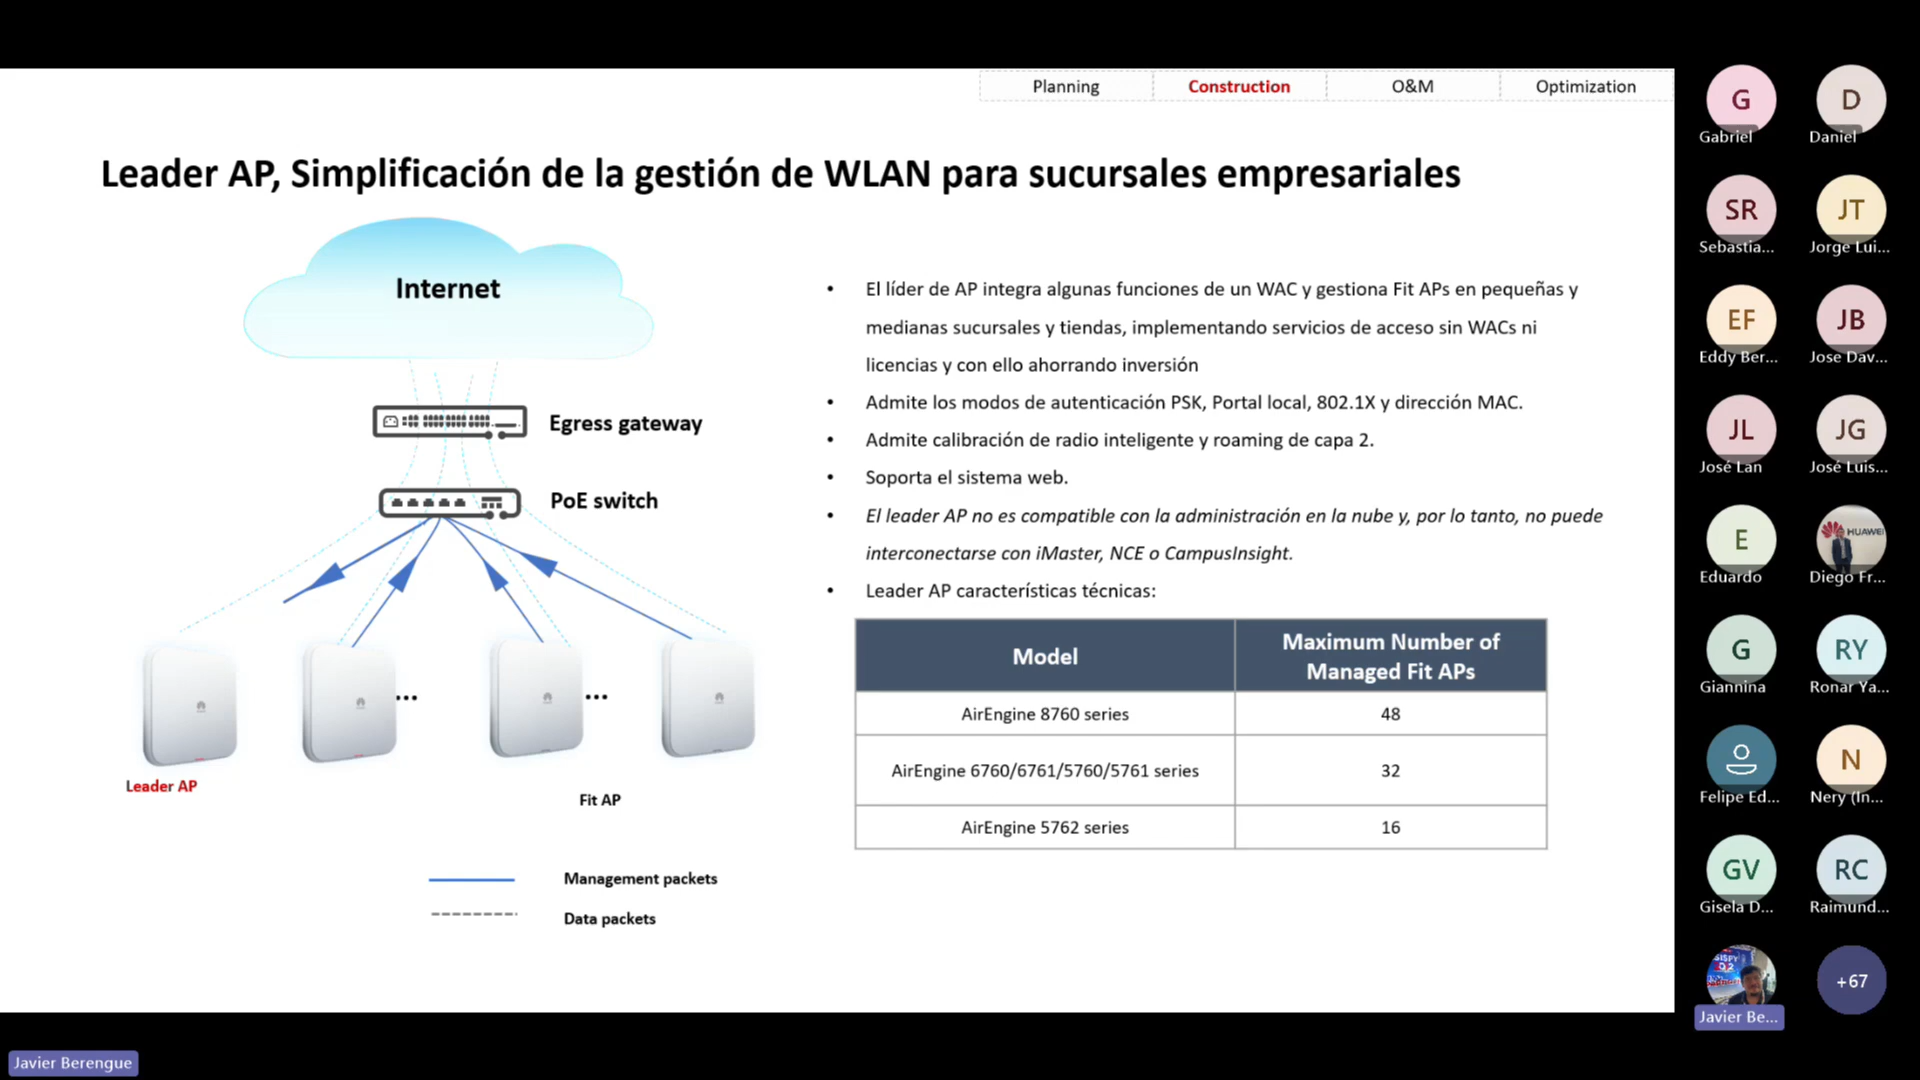 Planning
Construction
O&M
Optimization
Leader AP, Simplificación de la gestión de WLAN para sucursales empresariales
Internet
Egress gateway
PoE switch
...
...
Leader AP
Fit AP
Management packets
Data packets
• El líder de AP integra algunas funciones de un WAC y gestiona Fit APs en pequeñas y
medianas sucursales y tiendas, implementando servicios de acceso sin WACs ni
licencias y con ello ahorrando inversión
• Admite los modos de autenticación PSK, Portal local, 802.1X y dirección MAC.
• Admite calibración de radio inteligente y roaming de capa 2.
• Soporta el sistema web.
• El leader AP no es compatible con la administración en la nube y, por lo tanto, no puede
interconectarse con iMaster, NCE o CampusInsight.
• Leader AP características técnicas:
Model
Maximum Number of
Managed Fit APs
AirEngine 8760 series
48
AirEngine 6760/6761/5760/5761 series
32
AirEngine 5762 series
16
G
Gabriel
D
Daniel
SR
Sebastia...
JT
Jorge Lui...
EF
Eddy Ber...
JB
Jose Dav...
JL
José Lan
JG
José Luis...
E
Eduardo
HUAWEI
Diego Fr...
G
Giannina
RY
Ronar Ya...
Felipe Ed...
N
Nery (In...
GV
Gisela D...
RC
Raimund...
Javier Be...
+67
Javier Berengue